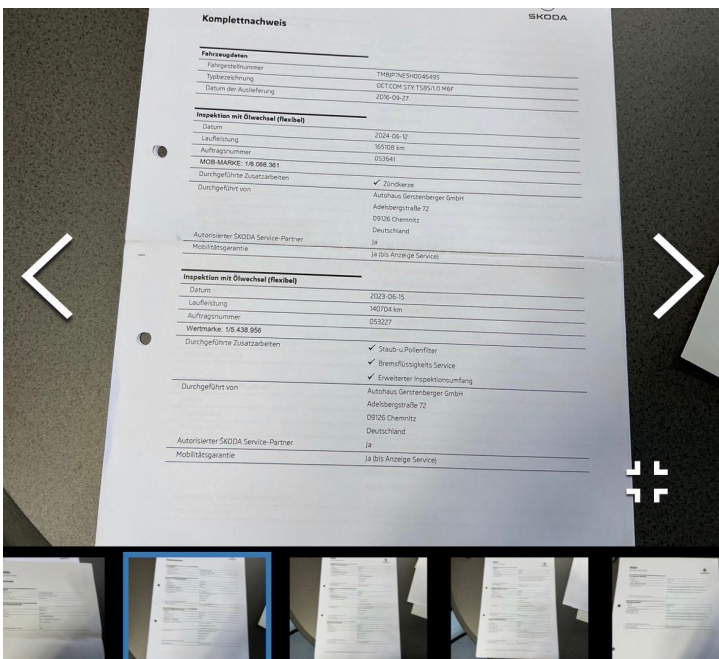 Komplettnachweis
SKODA
Fahrzeugdaten
Fahrgestellnummer TMBJP7NE5H0046495
Typbezeichnung OCT.COM STY TS85/1.0 M6F
Datum der Auslieferung 2016-09-27
Inspektion mit Ölwechsel (flexibel)
Datum 2024-06-12
Laufleistung 165108 km
Auftragsnummer 053641
MOB-MARKE: 1/8.066.361
Durchgeführte Zusatzarbeiten ✓ Zündkerze
Durchgeführt von Autohaus Gerstenberger GmbH
Adelsbergstraße 72
09126 Chemnitz
Deutschland
Autorisierter ŠKODA Service-Partner Ja
Mobilitätsgarantie Ja (bis Anzeige Service)
Inspektion mit Ölwechsel (flexibel)
Datum 2023-06-15
Laufleistung 140704 km
Auftragsnummer 053227
Wertmarke: 1/5.438.956
Durchgeführte Zusatzarbeiten ✓ Staub-u.Pollenfilter
✓ Bremsflüssigkeits Service
✓ Erweiterter Inspektionsumfang
Durchgeführt von Autohaus Gerstenberger GmbH
Adelsbergstraße 72
09126 Chemnitz
Deutschland
Autorisierter ŠKODA Service-Partner Ja
Mobilitätsgarantie Ja (bis Anzeige Service)